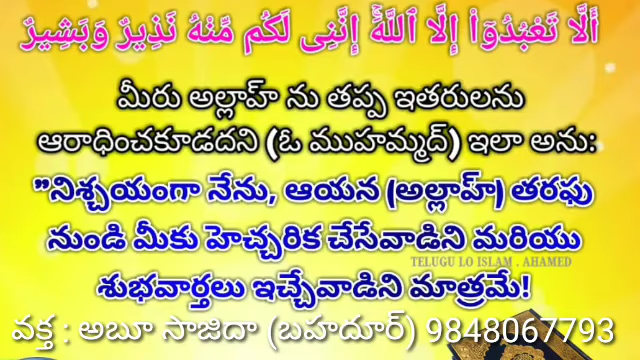 أَلَّا تَعْبُدُوٓا۟ إِلَّا ٱللَّهَۚ إِنَّنِى لَكُم مِّنْهُ نَذِيرٌ وَبَشِيرٌ
మీరు అల్లాహ్ ను తప్ప ఇతరులను
ఆరాధించకూడదని (ఓ ముహమ్మద్) ఇలా అను:
"నిశ్చయంగా నేను, ఆయన (అల్లాహ్) తరఫు
నుండి మీకు హెచ్చరిక చేసేవాడిని మరియు
TELUGU LO ISLAM . AHAMED
శుభవార్తలు ఇచ్చేవాడిని మాత్రమే!
వక్త : అబూ సాజిదా (బహదూర్) 9848067793